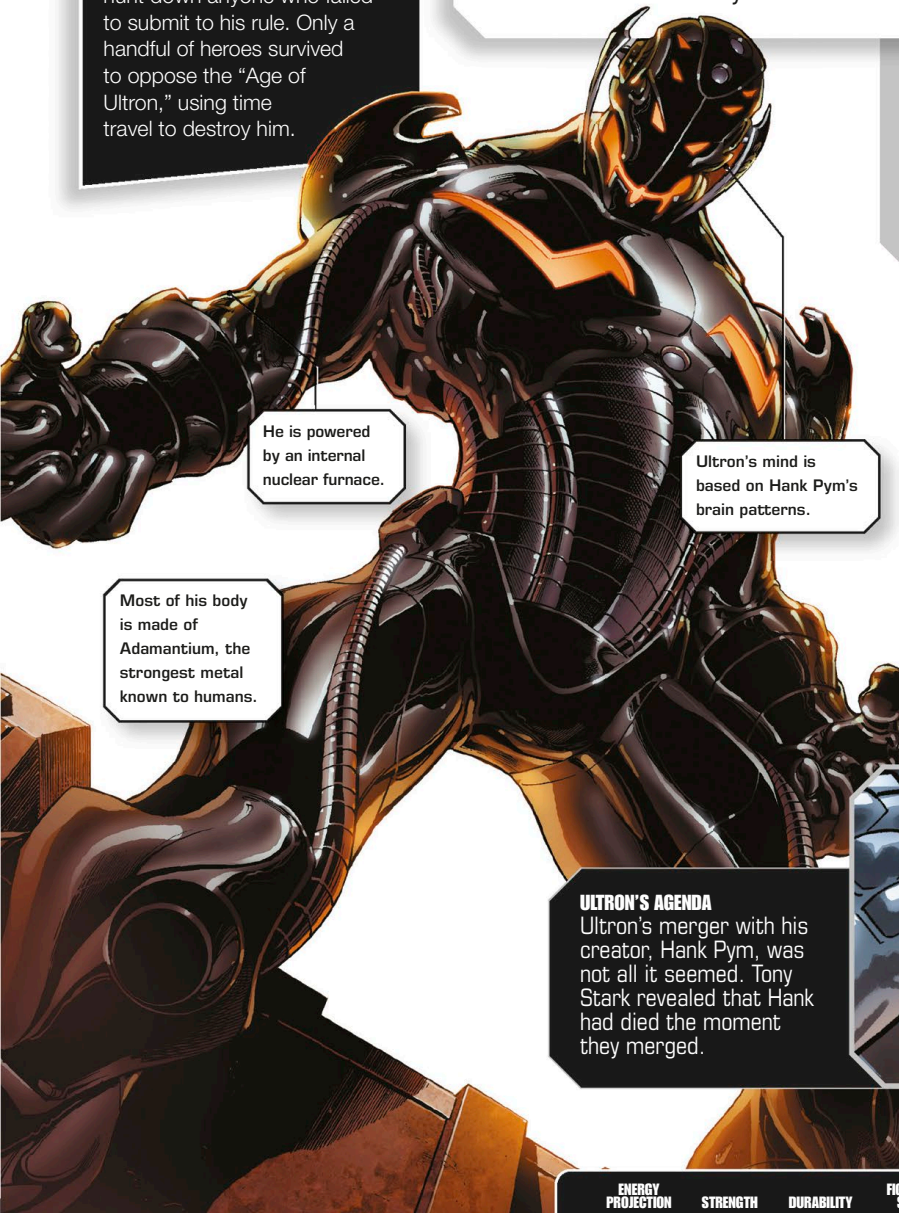 to submit to his rule. Only a
handful of heroes survived
to oppose the “Age of
Ultron,” using time
travel to destroy him.
He is powered
by an internal
nuclear furnace.
Ultron’s mind is
based on Hank Pym’s
brain patterns.
Most of his body
is made of
Adamantium, the
strongest metal
known to humans.
ULTRON’S AGENDA
Ultron’s merger with his
creator, Hank Pym, was
not all it seemed. Tony
Stark revealed that Hank
had died the moment
they merged.
ENERGY
PROJECTION
STRENGTH
DURABILITY